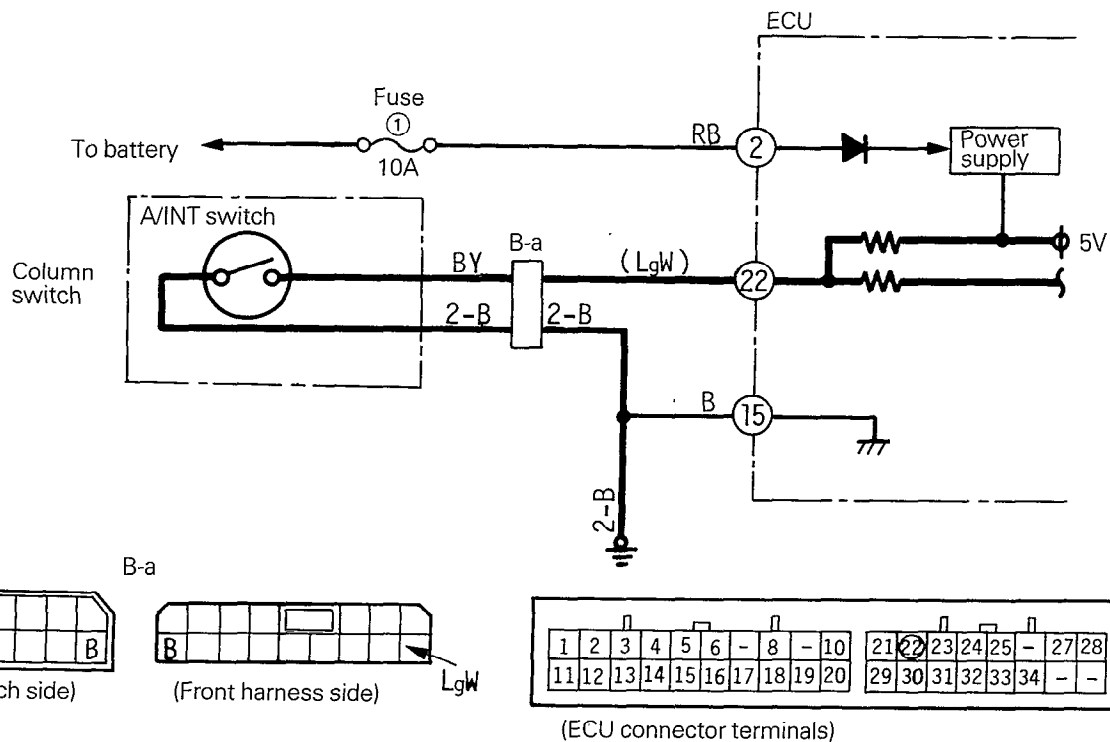 ECU
Fuse
①
10A
To battery
RB
2
Power
supply
5V
A/INT switch
Column
switch
BY
B-a
(LgW)
22
2-B
2-B
B
15
2-B
B-a
B
B
LgW
ch side)
(Front harness side)
1 2 3 4 5 6 - 8 - 10
11 12 13 14 15 16 17 18 19 20
21 22 23 24 25 - 27 28
29 30 31 32 33 34 - -
(ECU connector terminals)